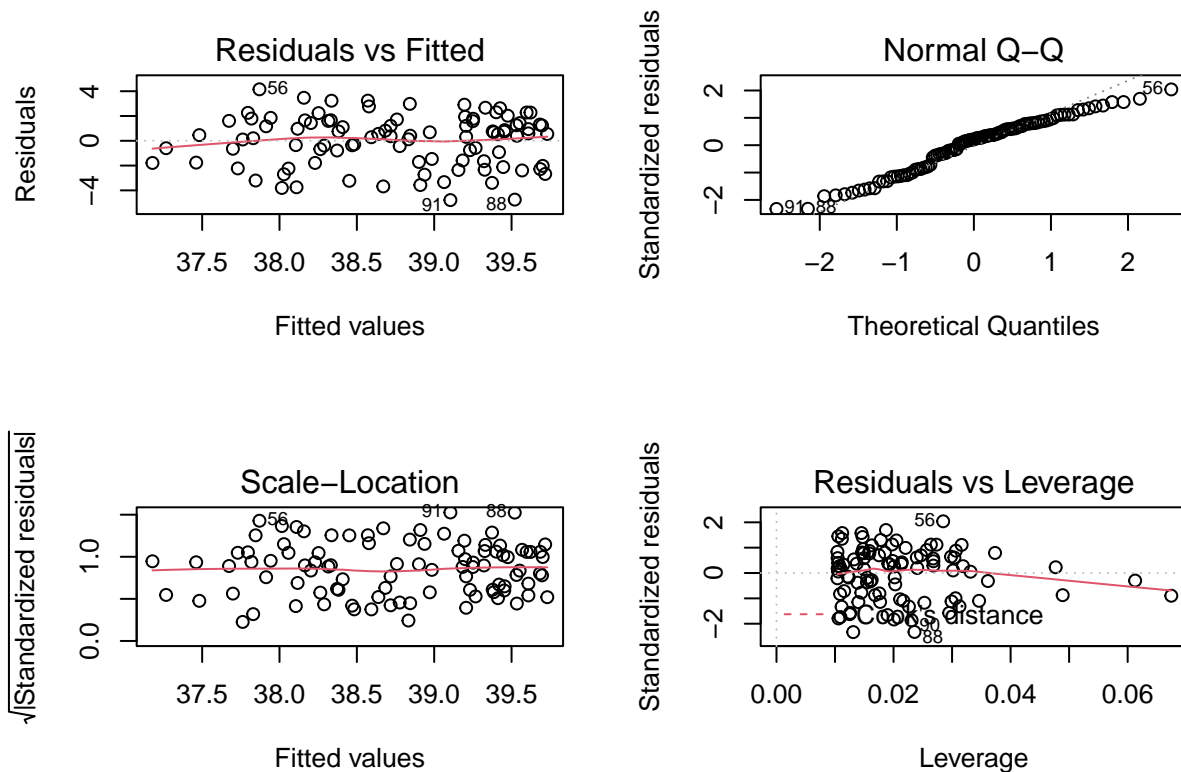 Residuals vs Fitted
Residuals
4
0
−4
56
91
88
37.5 38.0 38.5 39.0 39.5
Fitted values
Normal Q−Q
Standardized residuals
2
0
−2
56
91
88
−2 −1 0 1 2
Theoretical Quantiles
Scale−Location
√|Standardized residuals|
1.0
0.0
56
91
88
37.5 38.0 38.5 39.0 39.5
Fitted values
Residuals vs Leverage
Standardized residuals
2
0
−2
56
's distance
88
0.00 0.02 0.04 0.06
Leverage